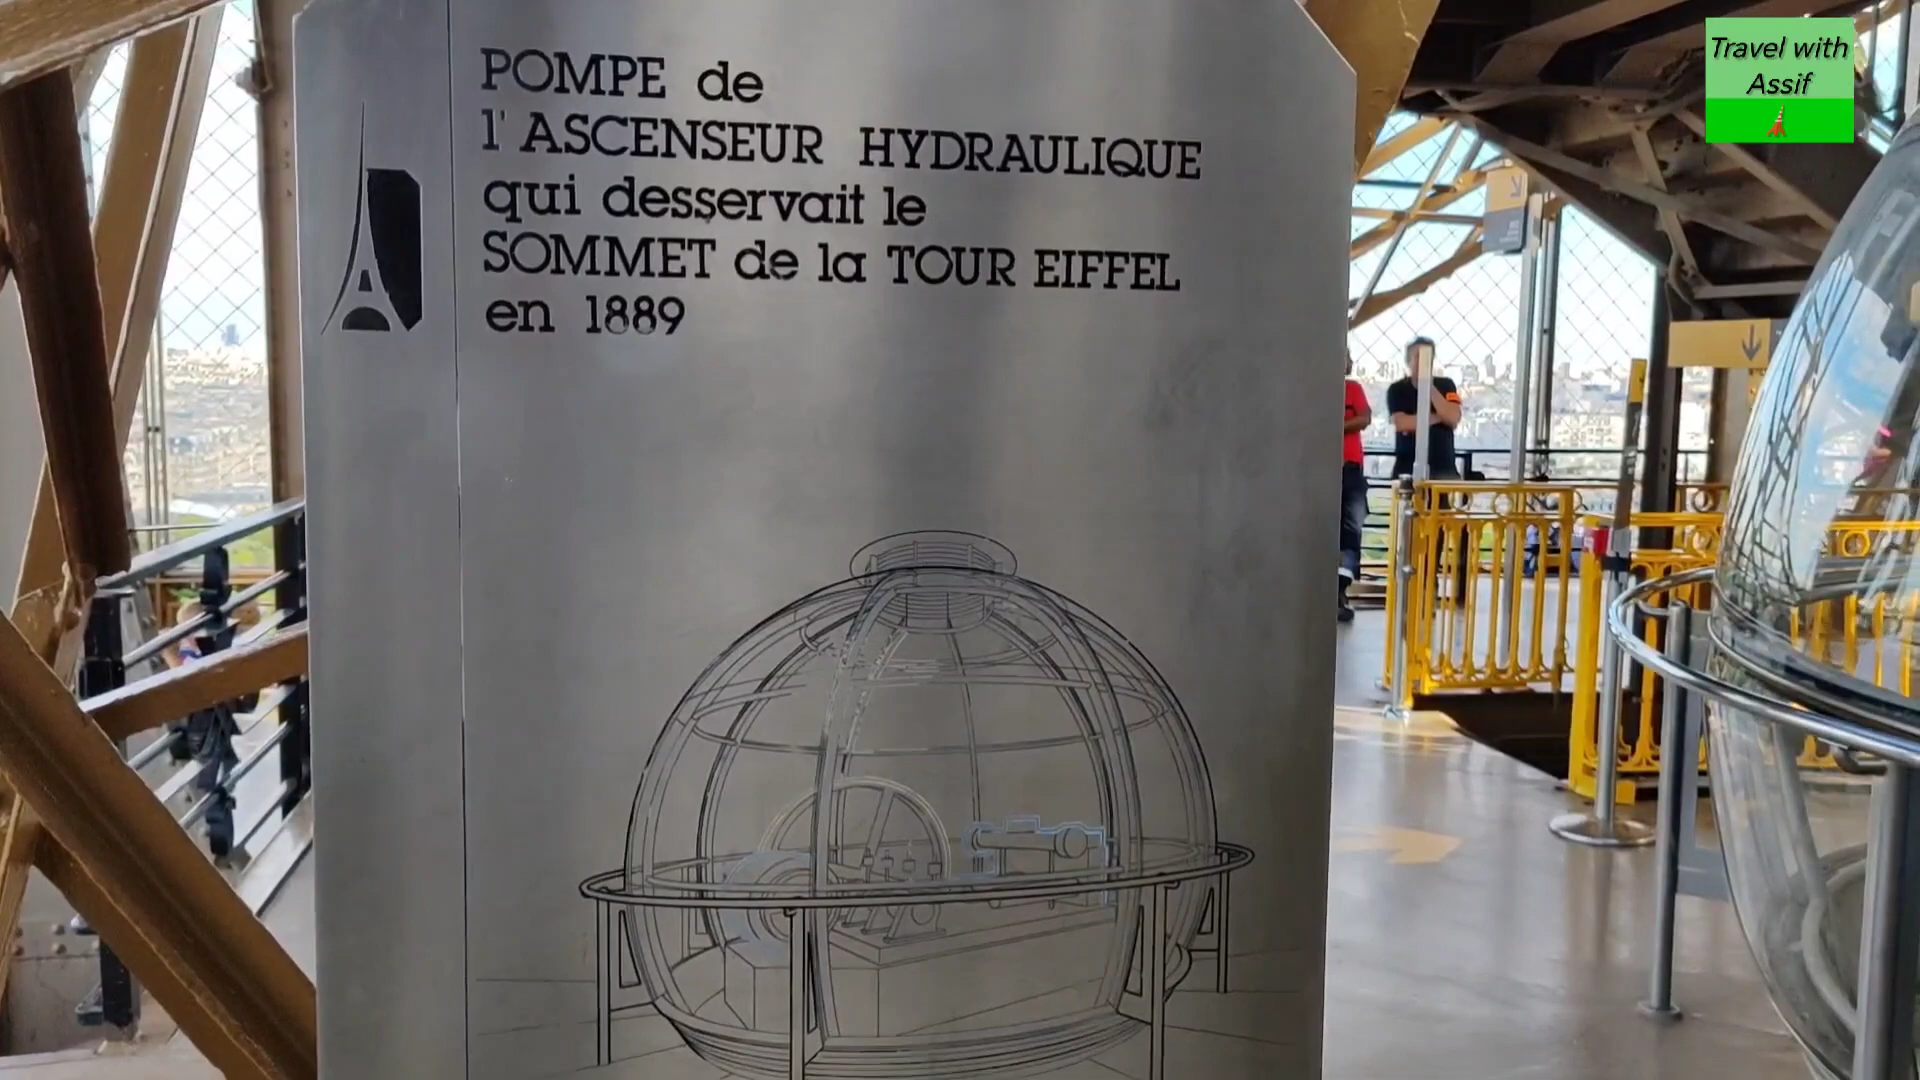 POMPE de
l'ASCENSEUR HYDRAULIQUE
qui desservait le
SOMMET de la TOUR EIFFEL
en 1889
Travel with
Assif